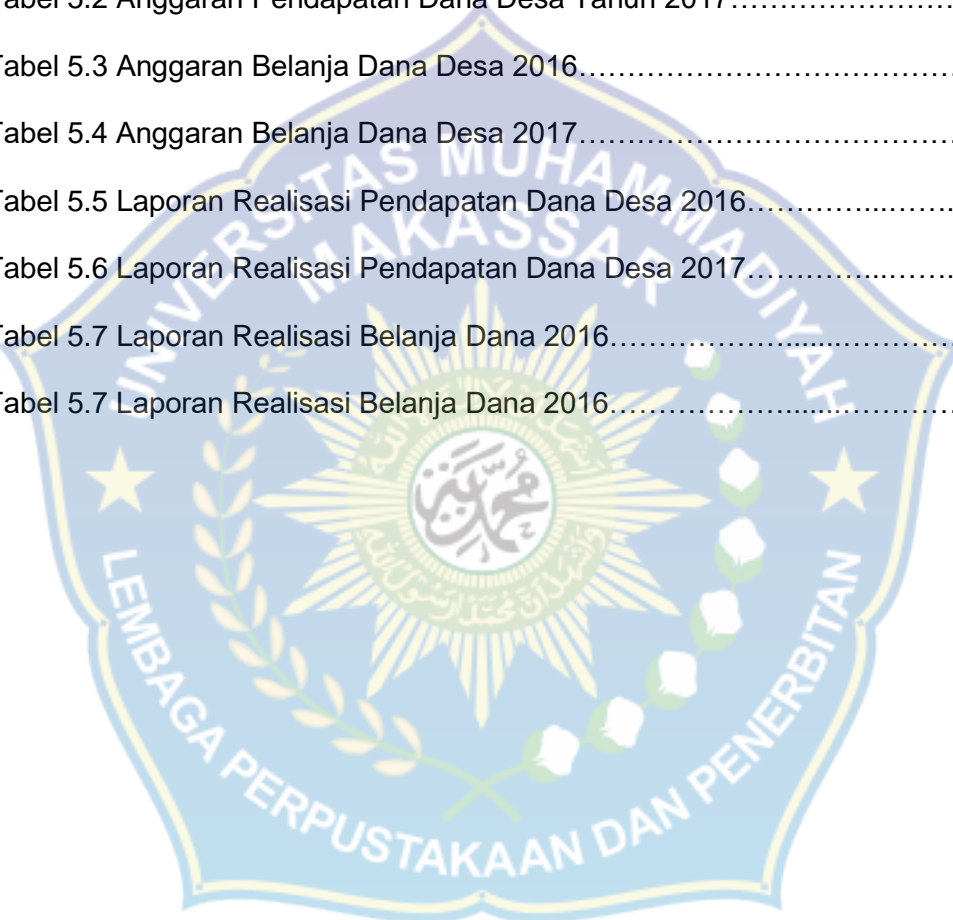 Tabel 5.2 Anggaran Pendapatan Dana Desa Tahun 2017……………………
Tabel 5.3 Anggaran Belanja Dana Desa 2016……………………………………
Tabel 5.4 Anggaran Belanja Dana Desa 2017……………………………………
Tabel 5.5 Laporan Realisasi Pendapatan Dana Desa 2016…………...……..
Tabel 5.6 Laporan Realisasi Pendapatan Dana Desa 2017…………...……..
Tabel 5.7 Laporan Realisasi Belanja Dana 2016……………….....…………
Tabel 5.7 Laporan Realisasi Belanja Dana 2016……………….....…………
UNIVERSITAS MUHAMMADIYAH
MAKASSAR
محمد
LEMBAGA PERPUSTAKAAN DAN PENERBITAN